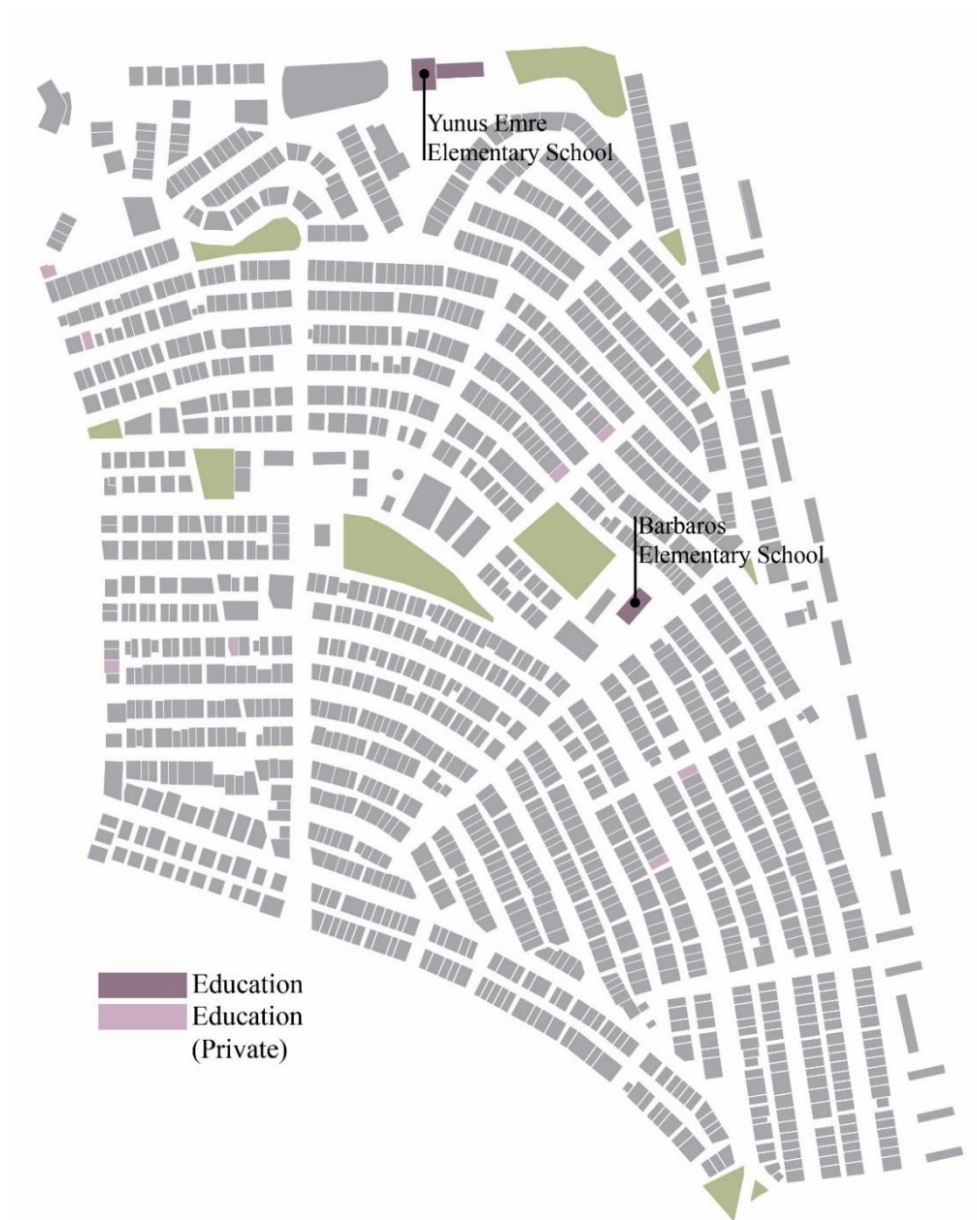 Yunus Emre
Elementary School
Barbaros
Elementary School
Education
Education
(Private)